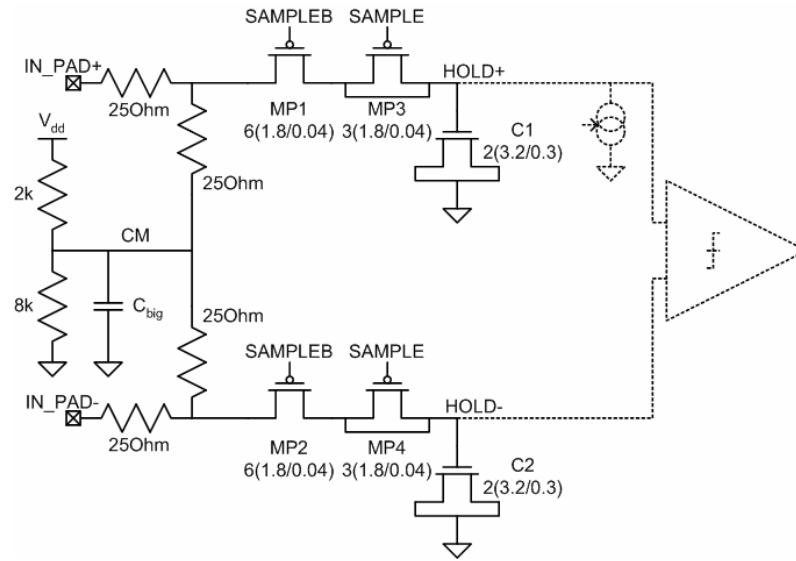 SAMPLEB SAMPLE
IN_PAD+ HOLD+
25Ohm MP1 MP3 C1
V_dd 6(1.8/0.04) 3(1.8/0.04) 2(3.2/0.3)
25Ohm
2k
CM
8k C_big 25Ohm
SAMPLEB SAMPLE
IN_PAD- HOLD-
25Ohm MP2 MP4 C2
6(1.8/0.04) 3(1.8/0.04) 2(3.2/0.3)